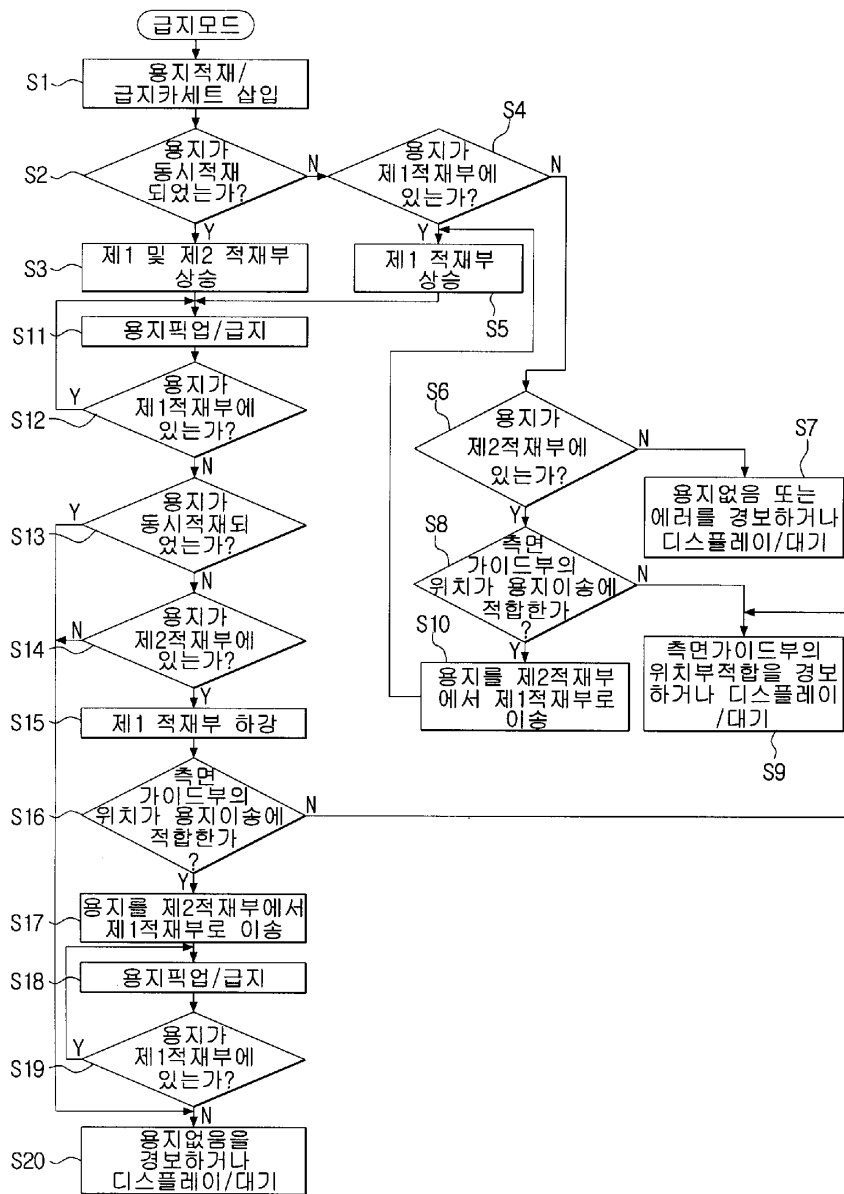 급지모드
S1
용지적재/
급지카세트 삽입
S2
용지가
동시적재
되었는가?
N
Y
S4
용지가
제1적재부에
있는가?
N
Y
S3
제1 및 제2 적재부
상승
제1 적재부
상승
S5
S11
용지픽업/급지
S12
Y
용지가
제1적재부에
있는가?
N
S6
용지가
제2적재부에
있는가?
N
Y
S7
용지없음 또는
에러를 경보하거나
디스플레이/대기
S13
Y
용지가
동시적재되
었는가?
N
S8
측면
가이드부의
위치가 용지이송에
적합한가
?
N
Y
S14
N
용지가
제2적재부에
있는가?
Y
S10
용지를 제2적재부
에서 제1적재부로
이송
측면가이드부의
위치부적합을 경보
하거나 디스플레이
/대기
S9
S15
제1 적재부 하강
S16
측면
가이드부의
위치가 용지이송에
적합한가
?
N
Y
S17
용지를 제2적재부에서
제1적재부로 이송
S18
용지픽업/급지
S19
Y
용지가
제1적재부에
있는가?
N
S20
용지없음을
경보하거나
디스플레이/대기